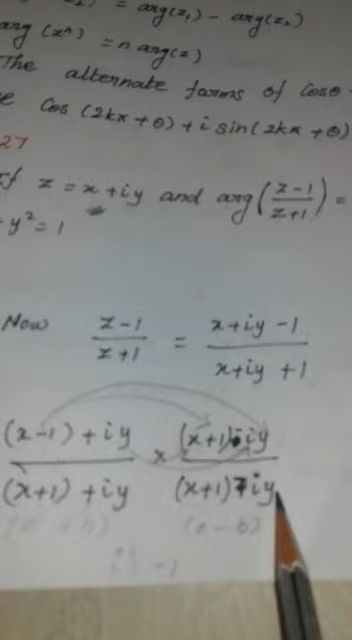 = arg(z₁) - arg(z₂)
arg (zⁿ) = n arg(z)
The alternate forms of cosθ
cos (2kπ + θ) + i sin (2kπ + θ)
27
If z = x + iy and arg((z-1)/(z+1)) =
y² = 1
Now (z-1)/(z+1) = (x+iy-1)/(x+iy+1)
((x-1)+iy)/((x+1)+iy) × ((x+1)-iy)/((x+1)-iy)
(a+b) (a-b)
i² = -1